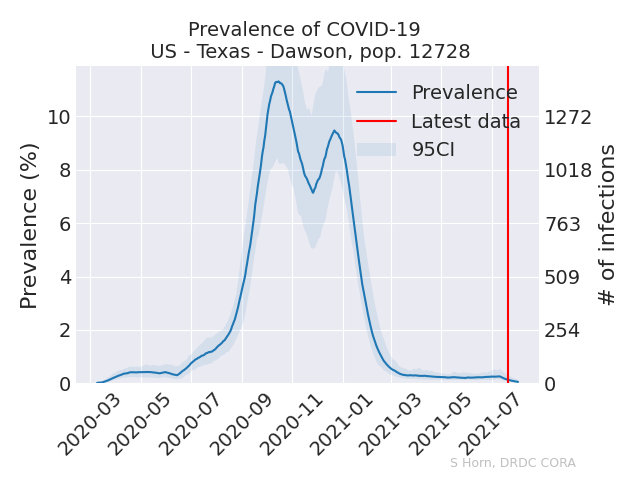 Prevalence of COVID-19
US - Texas - Dawson, pop. 12728
Prevalence
Latest data
95CI
Prevalence (%)
10
8
6
4
2
0
1272
1018
763
509
254
0
# of infections
2020-03
2020-05
2020-07
2020-09
2020-11
2021-01
2021-03
2021-05
2021-07
S Horn, DRDC CORA